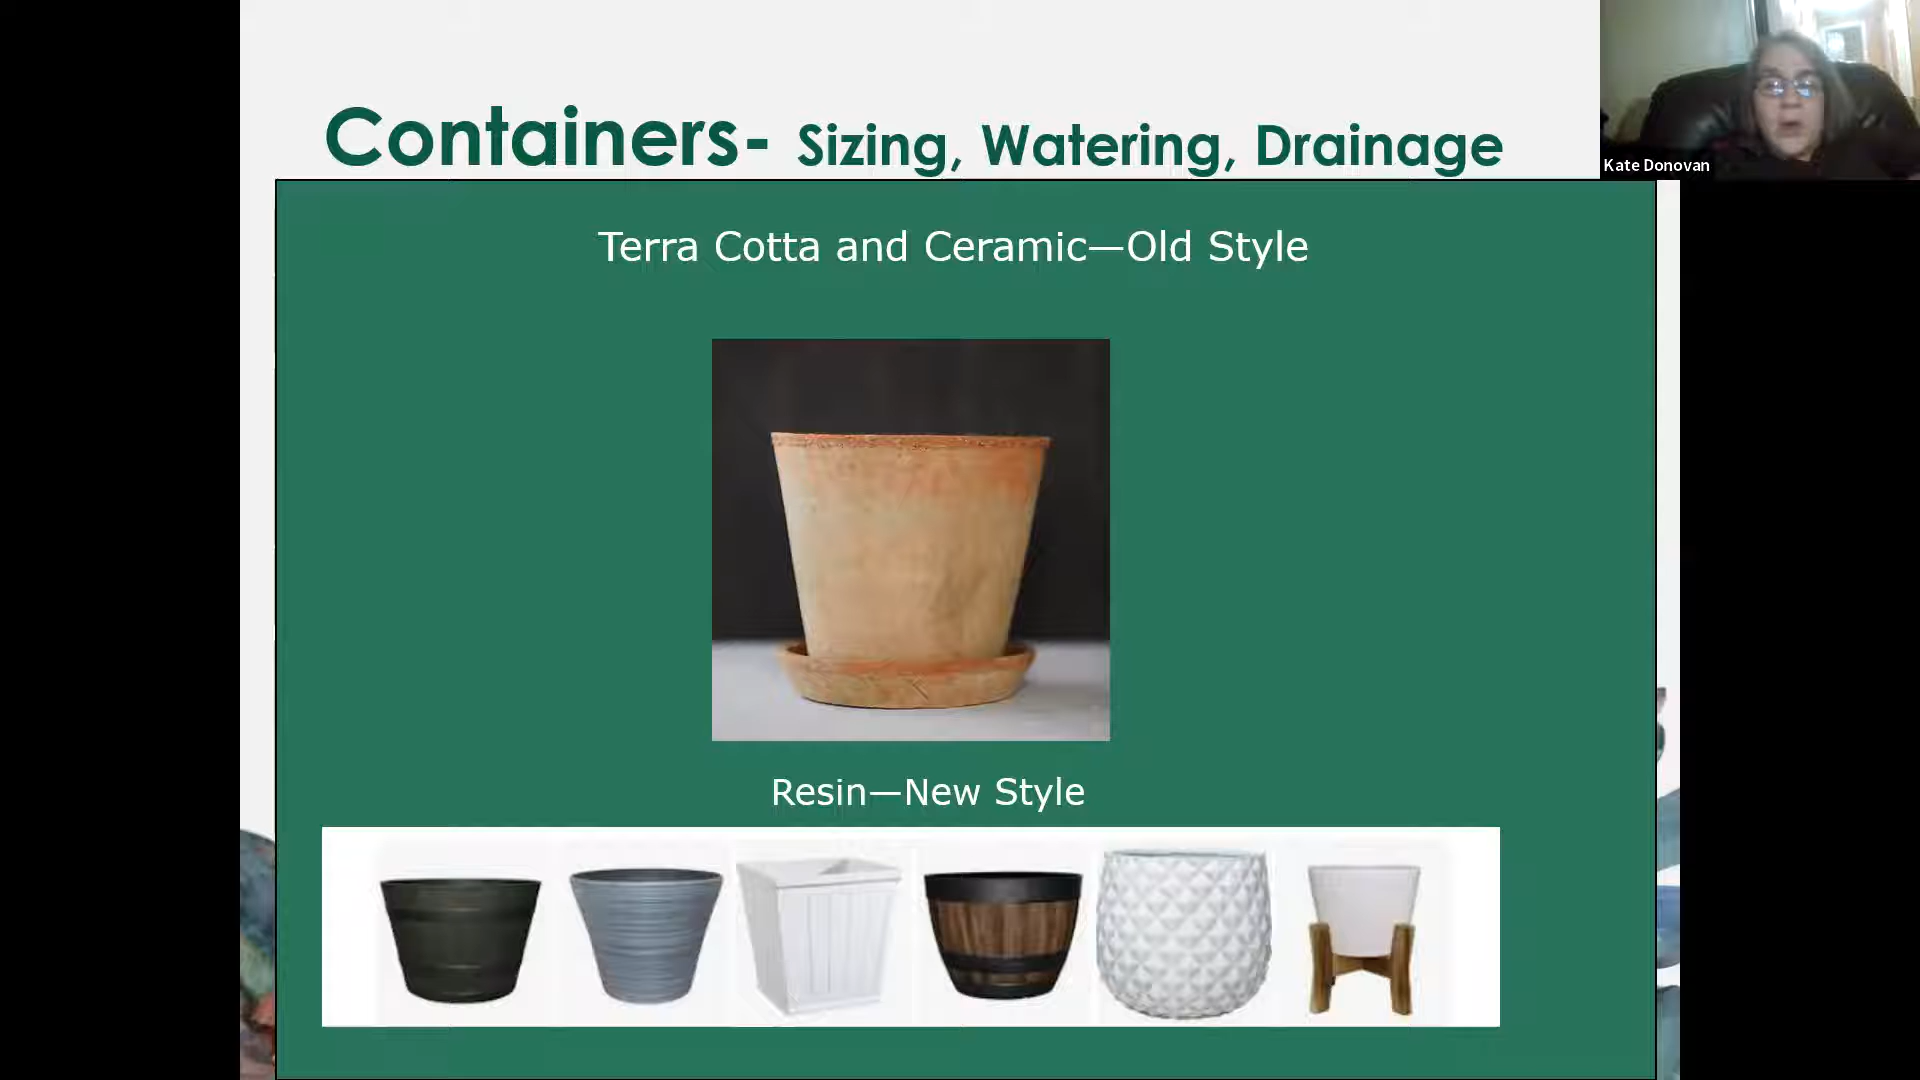 Containers- Sizing, Watering, Drainage
Kate Donovan
Terra Cotta and Ceramic—Old Style
Resin—New Style